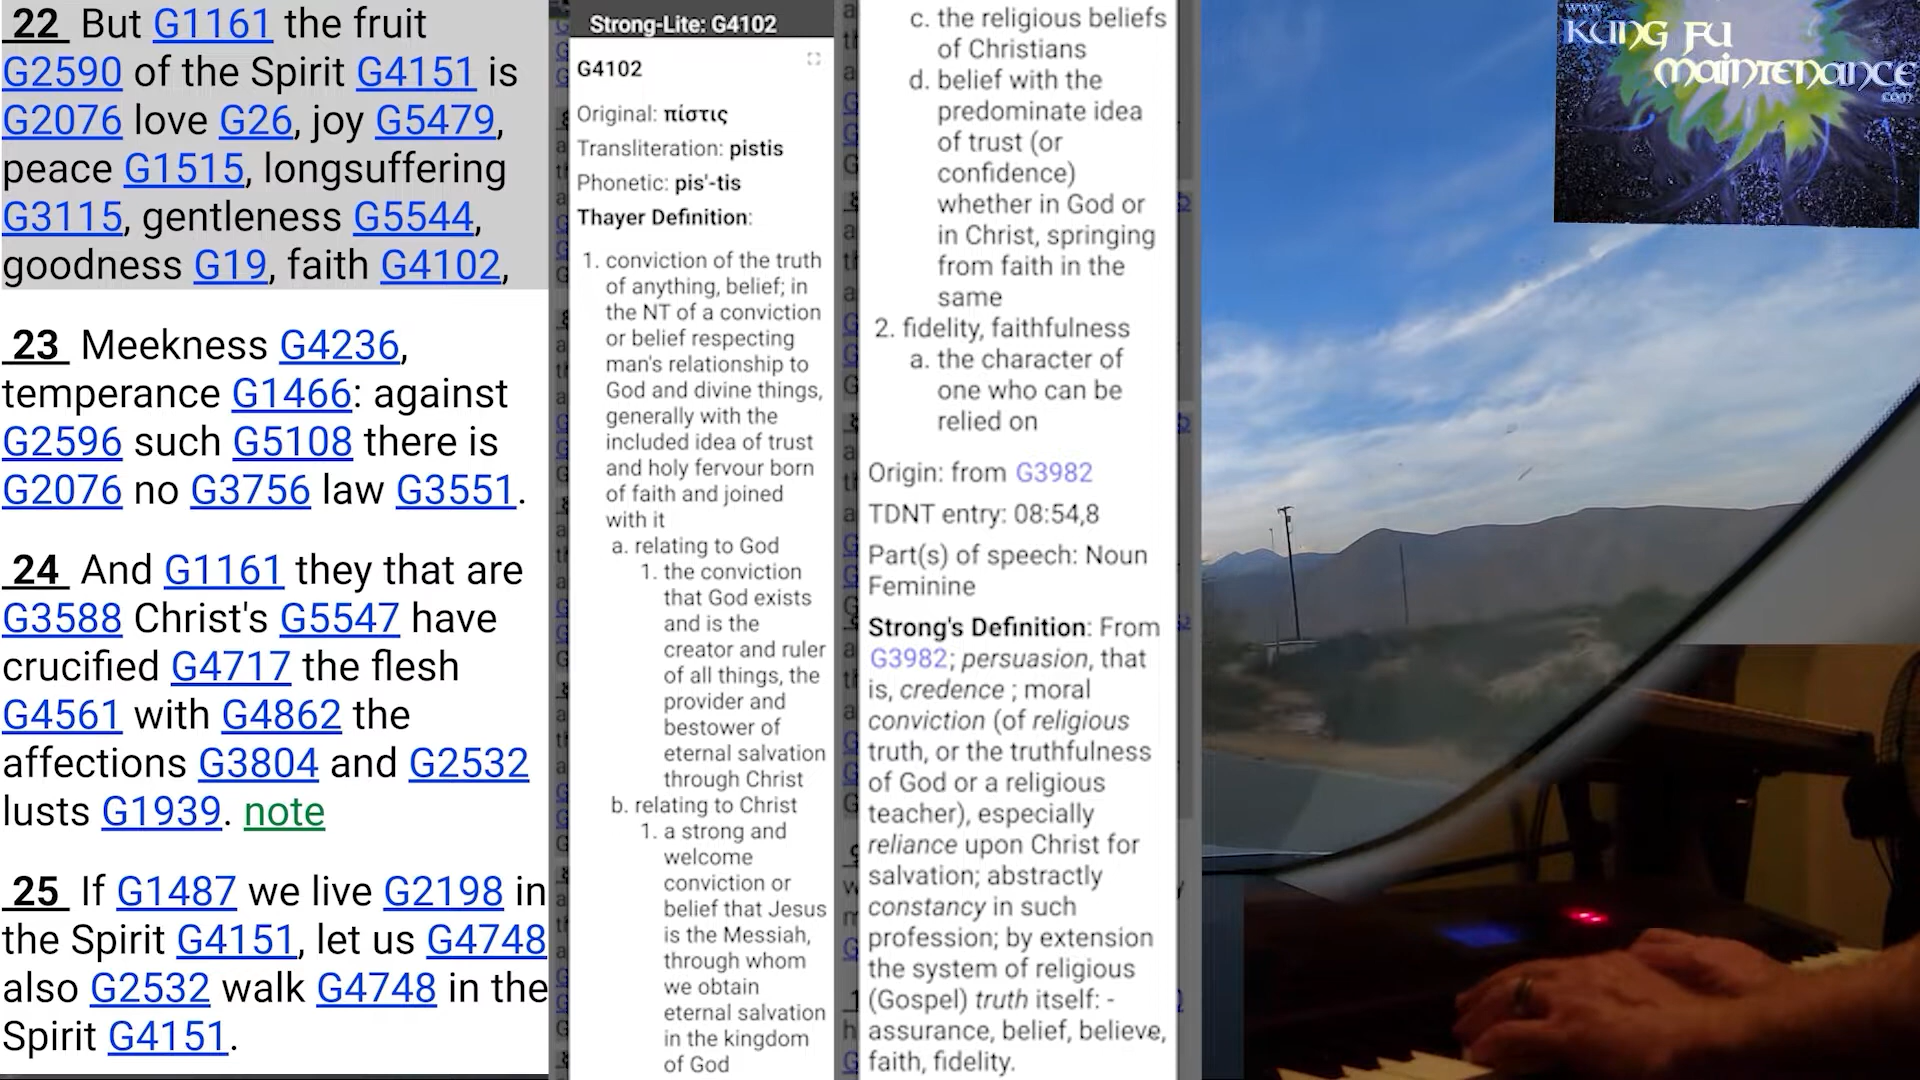 22 But G1161 the fruit
G2590 of the Spirit G4151 is
G2076 love G26, joy G5479,
peace G1515, longsuffering
G3115, gentleness G5544,
goodness G19, faith G4102,
23 Meekness G4236,
temperance G1466: against
G2596 such G5108 there is
G2076 no G3756 law G3551.
24 And G1161 they that are
G3588 Christ's G5547 have
crucified G4717 the flesh
G4561 with G4862 the
affections G3804 and G2532
lusts G1939. note
25 If G1487 we live G2198 in
the Spirit G4151, let us G4748
also G2532 walk G4748 in the
Spirit G4151.
Strong-Lite: G4102
G4102
Original: πίστις
Transliteration: pistis
Phonetic: pis'-tis
Thayer Definition:
1. conviction of the truth
of anything, belief; in
the NT of a conviction
or belief respecting
man's relationship to
God and divine things,
generally with the
included idea of trust
and holy fervour born
of faith and joined
with it
a. relating to God
1. the conviction
that God exists
and is the
creator and ruler
of all things, the
provider and
bestower of
eternal salvation
through Christ
b. relating to Christ
1. a strong and
welcome
conviction or
belief that Jesus
is the Messiah,
through whom
we obtain
eternal salvation
in the kingdom
of God
c. the religious beliefs
of Christians
d. belief with the
predominate idea
of trust (or
confidence)
whether in God or
in Christ, springing
from faith in the
same
2. fidelity, faithfulness
a. the character of
one who can be
relied on
Origin: from G3982
TDNT entry: 08:54,8
Part(s) of speech: Noun
Feminine
Strong's Definition: From
G3982; persuasion, that
is, credence ; moral
conviction (of religious
truth, or the truthfulness
of God or a religious
teacher), especially
reliance upon Christ for
salvation; abstractly
constancy in such
profession; by extension
the system of religious
(Gospel) truth itself: -
assurance, belief, believe,
faith, fidelity.
www.
KUNG FU
MAINTENANCE
.com